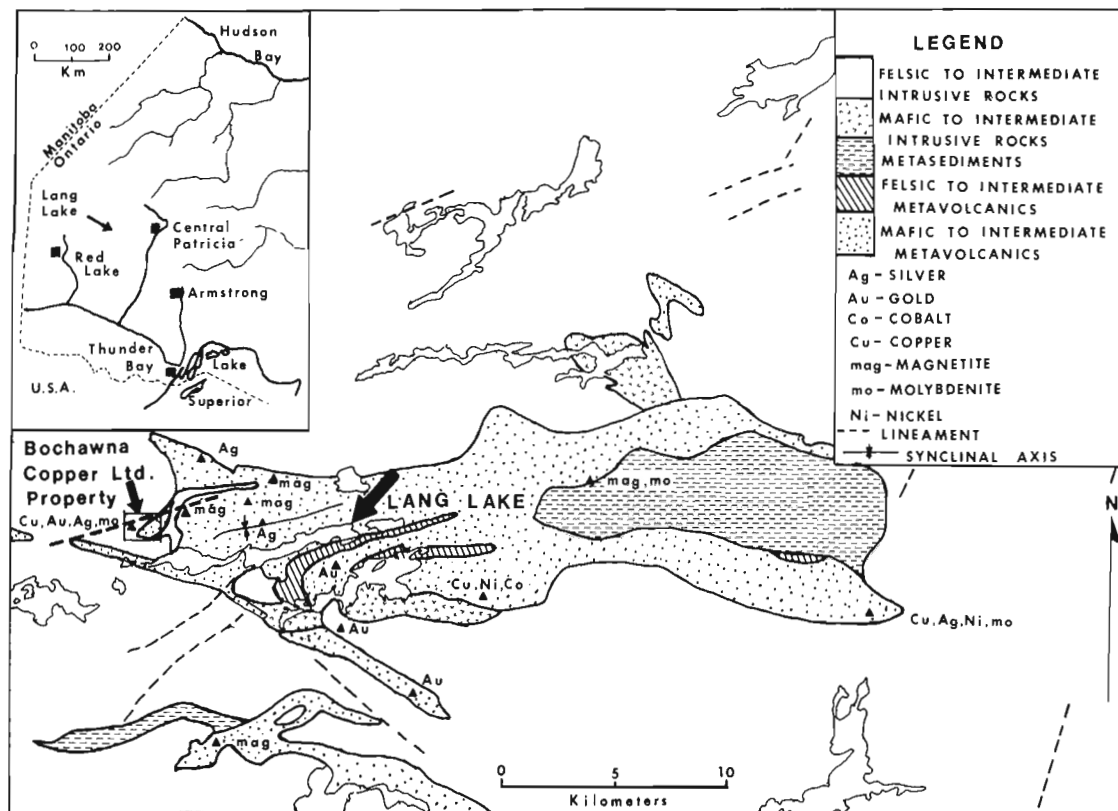 Hudson
Bay
0 100 200
Km
Manitoba
Ontario
Lang
Lake
Central
Patricia
Red
Lake
Armstrong
Thunder
Bay
Lake
Superior
U.S.A.
LEGEND
FELSIC TO INTERMEDIATE
INTRUSIVE ROCKS
MAFIC TO INTERMEDIATE
INTRUSIVE ROCKS
METASEDIMENTS
FELSIC TO INTERMEDIATE
METAVOLCANICS
MAFIC TO INTERMEDIATE
METAVOLCANICS
Ag - SILVER
Au - GOLD
Co - COBALT
Cu - COPPER
mag - MAGNETITE
mo - MOLYBDENITE
Ni - NICKEL
LINEAMENT
SYNCLINAL AXIS
Bochawna
Copper Ltd.
Property
Cu,Au,Ag,mo
Ag
mag
mag
mag
Ag
LANG LAKE
mag,mo
Au
Cu,Ni,Co
Au
Cu,Ag,Ni,mo
Au
mag
N
0 5 10
Kilometers